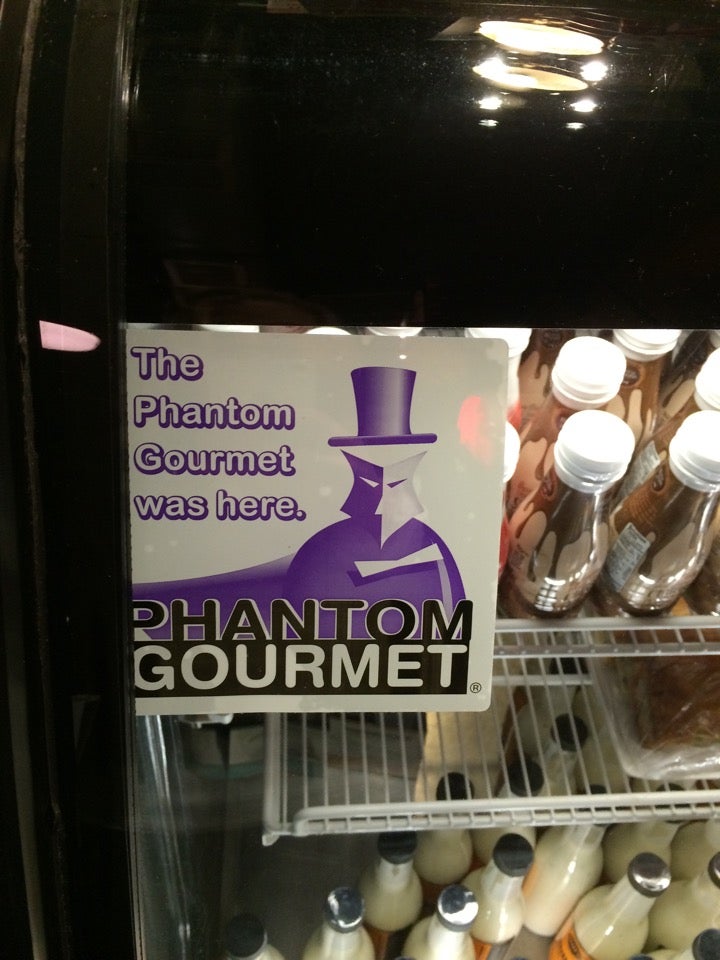 The
Phantom
Gourmet
was here.
PHANTOM
GOURMET®